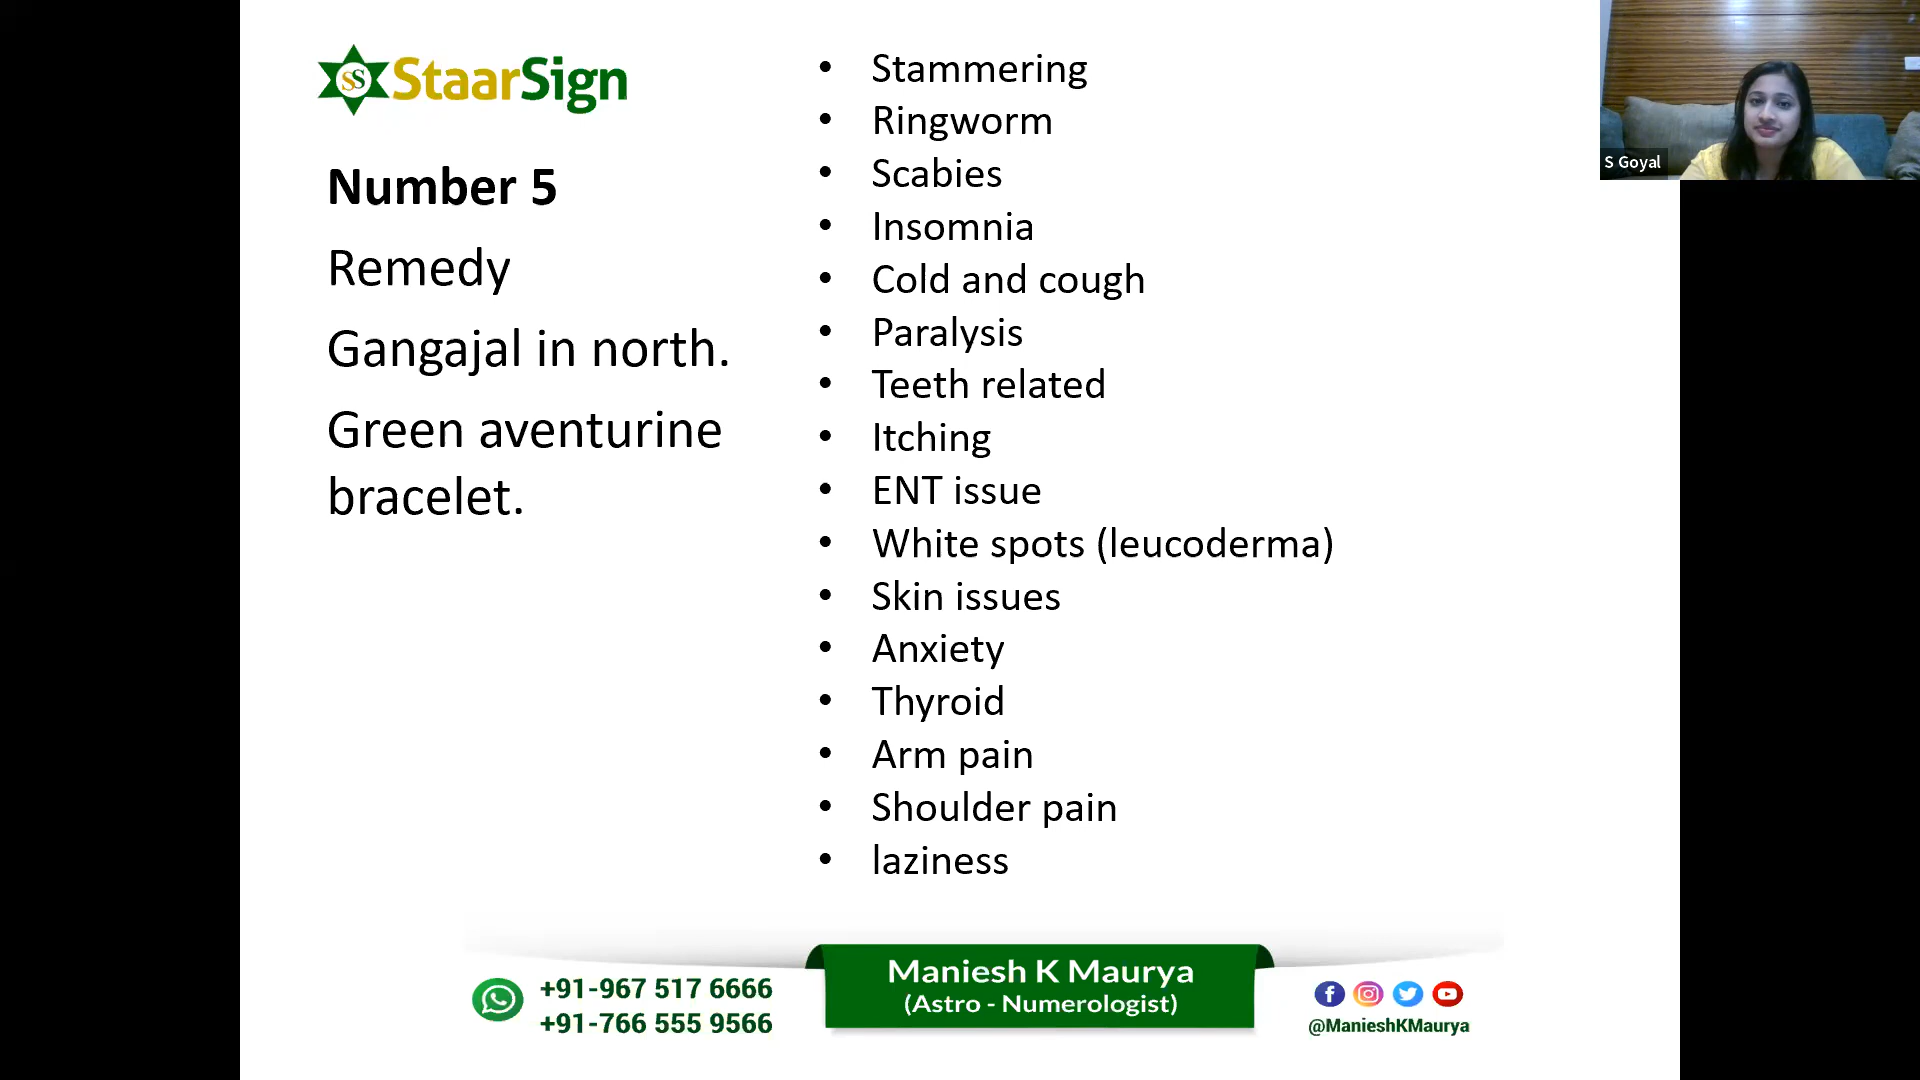 SS StaarSign
Number 5
Remedy
Gangajal in north.
Green aventurine
bracelet.
• Stammering
• Ringworm
• Scabies
• Insomnia
• Cold and cough
• Paralysis
• Teeth related
• Itching
• ENT issue
• White spots (leucoderma)
• Skin issues
• Anxiety
• Thyroid
• Arm pain
• Shoulder pain
• laziness
S Goyal
+91-967 517 6666
+91-766 555 9566
Maniesh K Maurya
(Astro - Numerologist)
@ManieshKMaurya